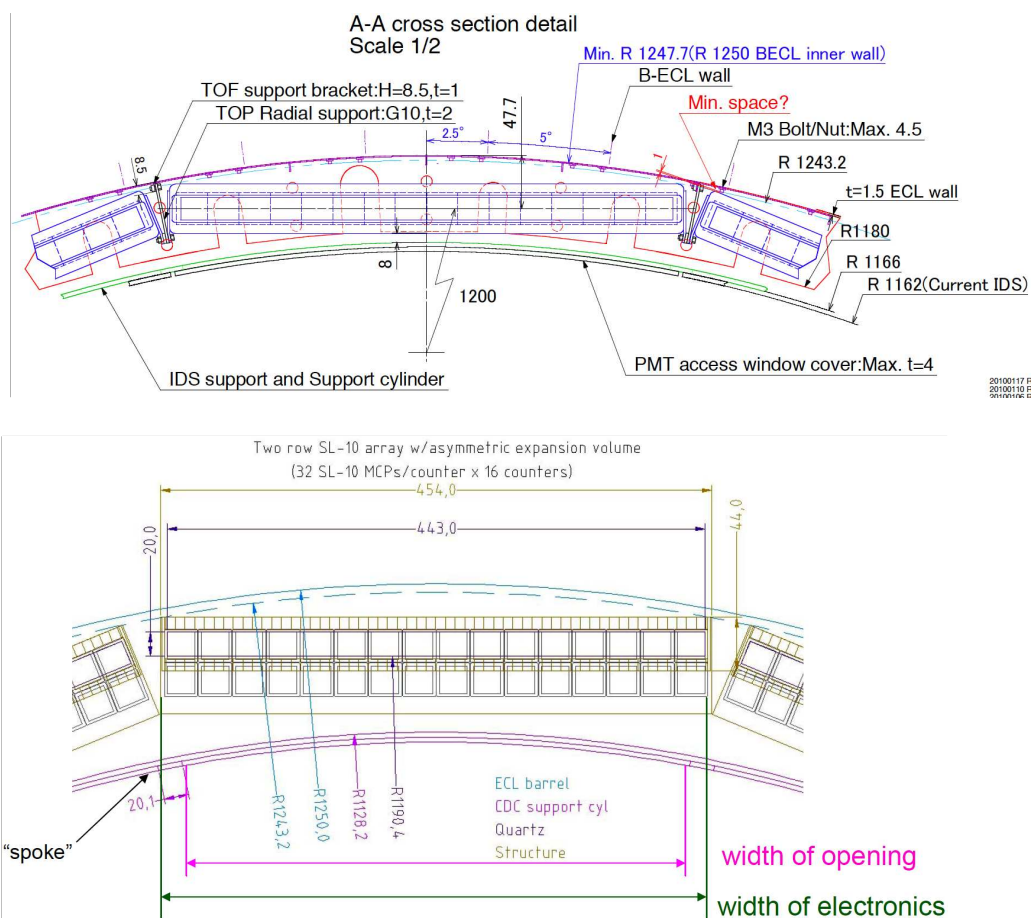 A-A cross section detail
Scale 1/2
Min. R 1247.7(R 1250 BECL inner wall)
B-ECL wall
TOF support bracket:H=8.5,t=1
TOP Radial support:G10,t=2
Min. space?
M3 Bolt/Nut:Max. 4.5
47.7
2.5°
5°
8.5
1
R 1243.2
t=1.5 ECL wall
R1180
R 1166
R 1162(Current IDS)
8
1200
IDS support and Support cylinder
PMT access window cover:Max. t=4
20100117 R
20100110 R
20100106 R
Two row SL-10 array w/asymmetric expansion volume
(32 SL-10 MCPs/counter x 16 counters)
454,0
443,0
20,0
44,0
R1243,2
R1250,0
R1128,2
R1190,4
20,1
"spoke"
ECL barrel
CDC support cyl
Quartz
Structure
width of opening
width of electronics